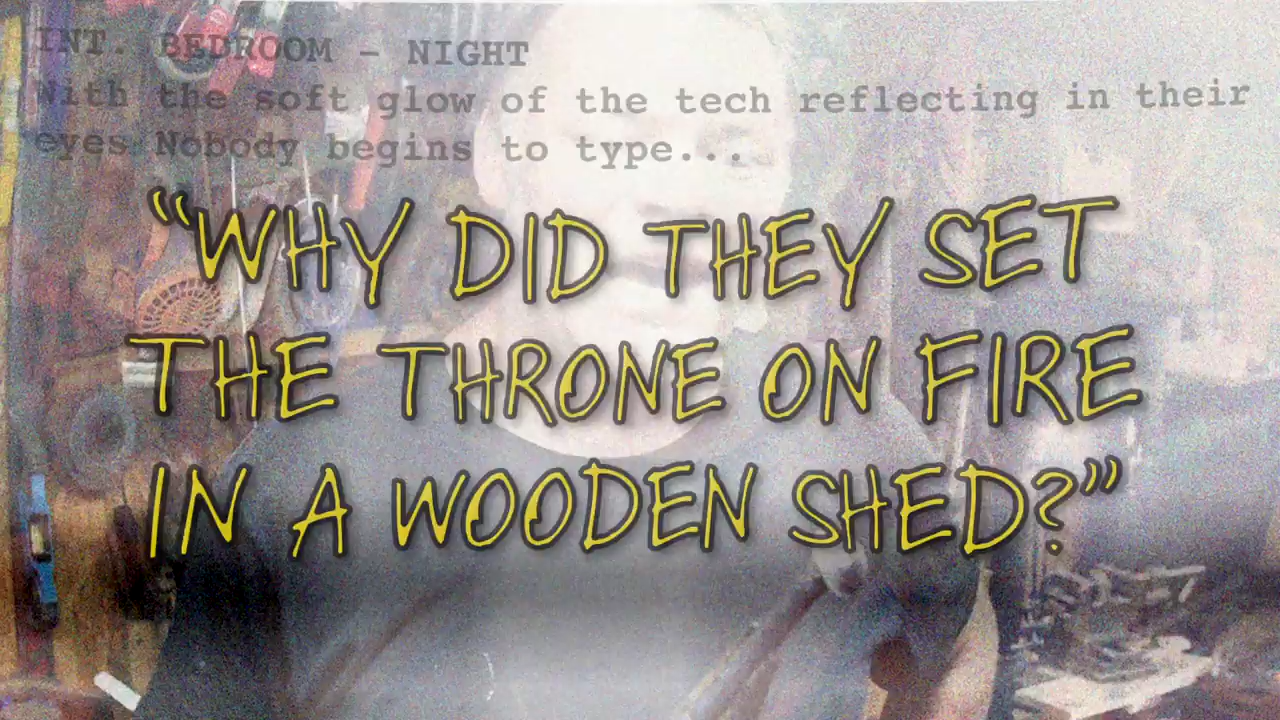 INT. BEDROOM - NIGHT
With the soft glow of the tech reflecting in their
eyes Nobody begins to type...
“WHY DID THEY SET
THE THRONE ON FIRE
IN A WOODEN SHED?”